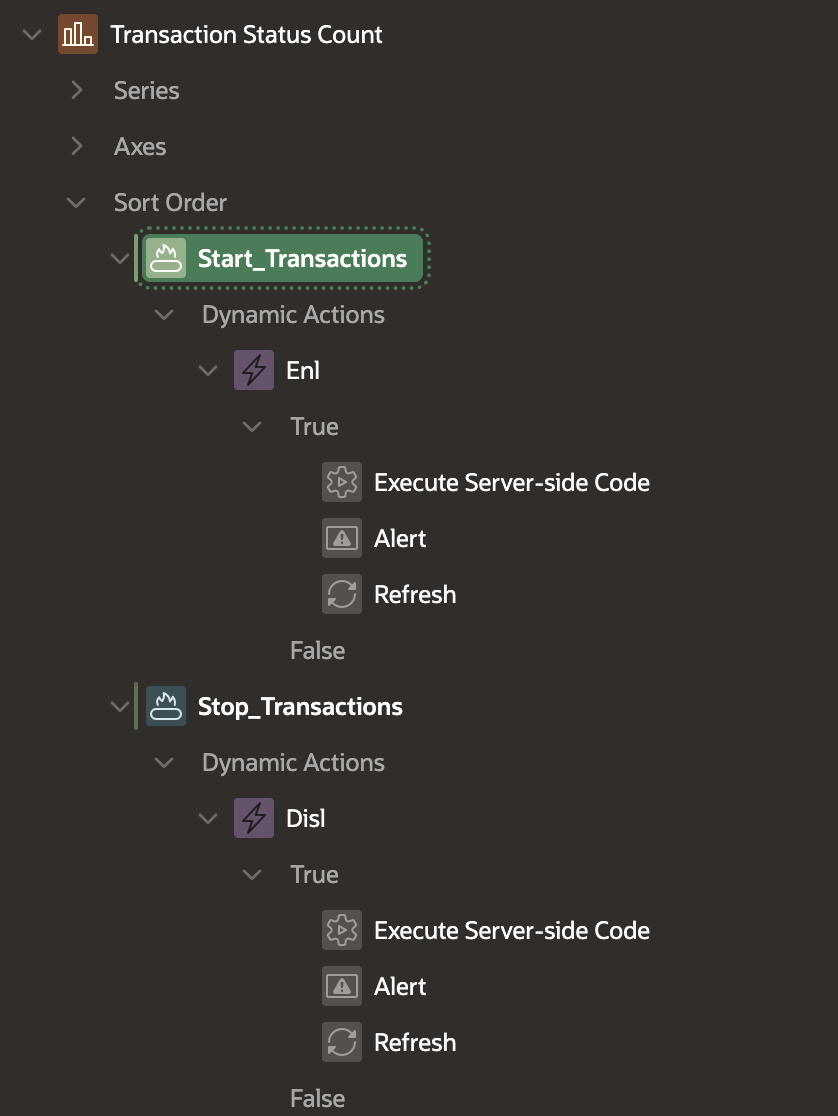 Transaction Status Count
Series
Axes
Sort Order
Start_Transactions
Dynamic Actions
Enl
True
Execute Server-side Code
Alert
Refresh
False
Stop_Transactions
Dynamic Actions
Disl
True
Execute Server-side Code
Alert
Refresh
False